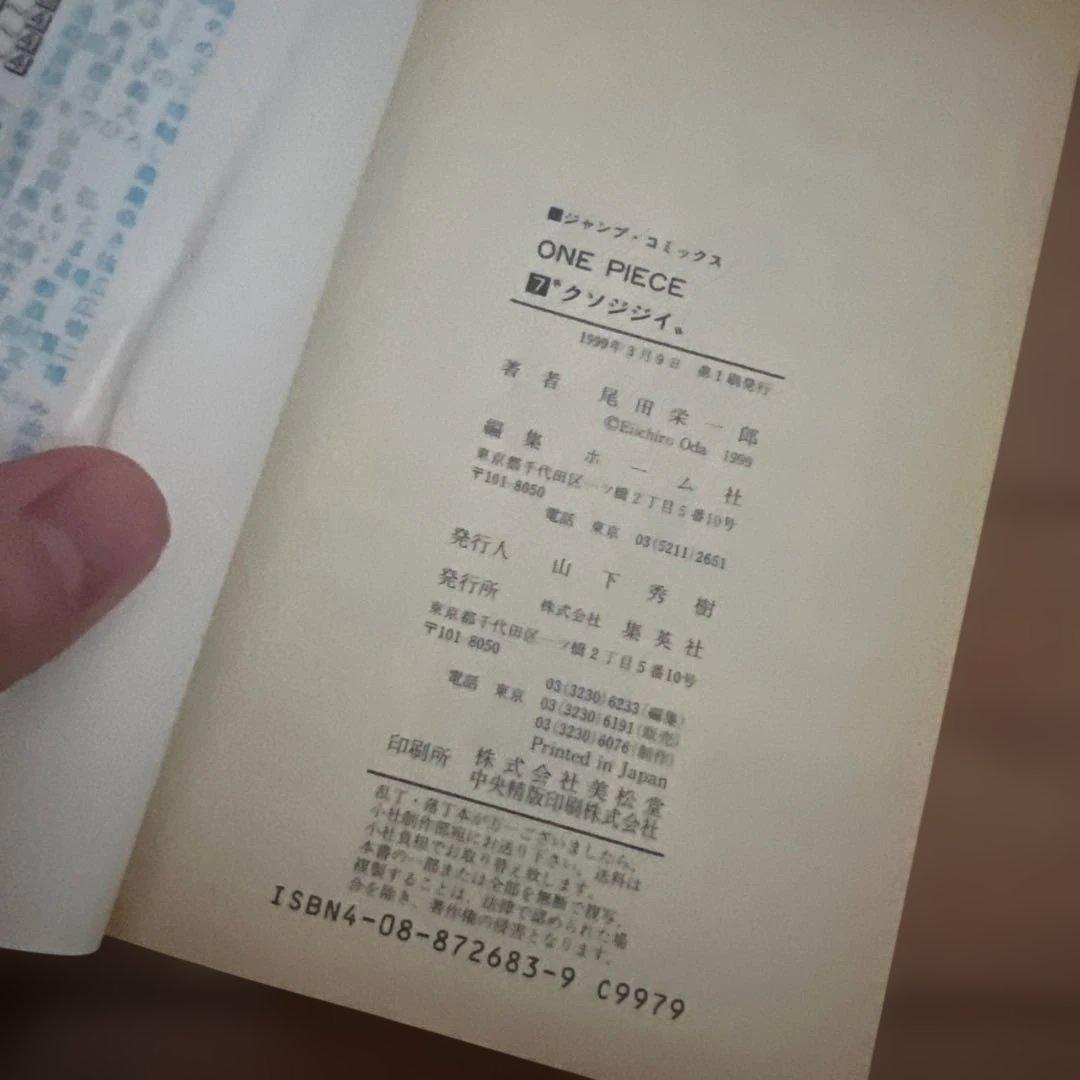 ■ジャンプ・コミックス
ONE PIECE
7 〝クソジジイ〟
1999年3月9日 第1刷発行
著者 尾田栄一郎
©Eiichiro Oda 1999
編集 ホーム社
東京都千代田区一ツ橋2丁目5番10号
〒101-8050
電話 東京 03(5211)2651
発行人 山下秀樹
発行所 株式会社 集英社
東京都千代田区一ツ橋2丁目5番10号
〒101-8050
03(3230)6233(編集)
電話 東京 03(3230)6191(販売)
03(3230)6076(制作)
Printed in Japan
印刷所 株式会社美松堂
中央精版印刷株式会社
乱丁・落丁本が万一ございましたら、
小社制作部宛にお送り下さい。送料は
小社負担でお取り替え致します。
本書の一部または全部を無断で複写、
複製することは、法律で認められた場
合を除き、著作権の侵害となります。
ISBN4-08-872683-9 C9979